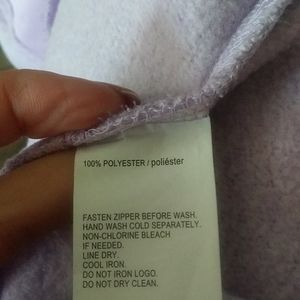 100% POLYESTER / poliéster
FASTEN ZIPPER BEFORE WASH.
HAND WASH COLD SEPARATELY.
NON-CHLORINE BLEACH
IF NEEDED.
LINE DRY.
COOL IRON.
DO NOT IRON LOGO.
DO NOT DRY CLEAN.